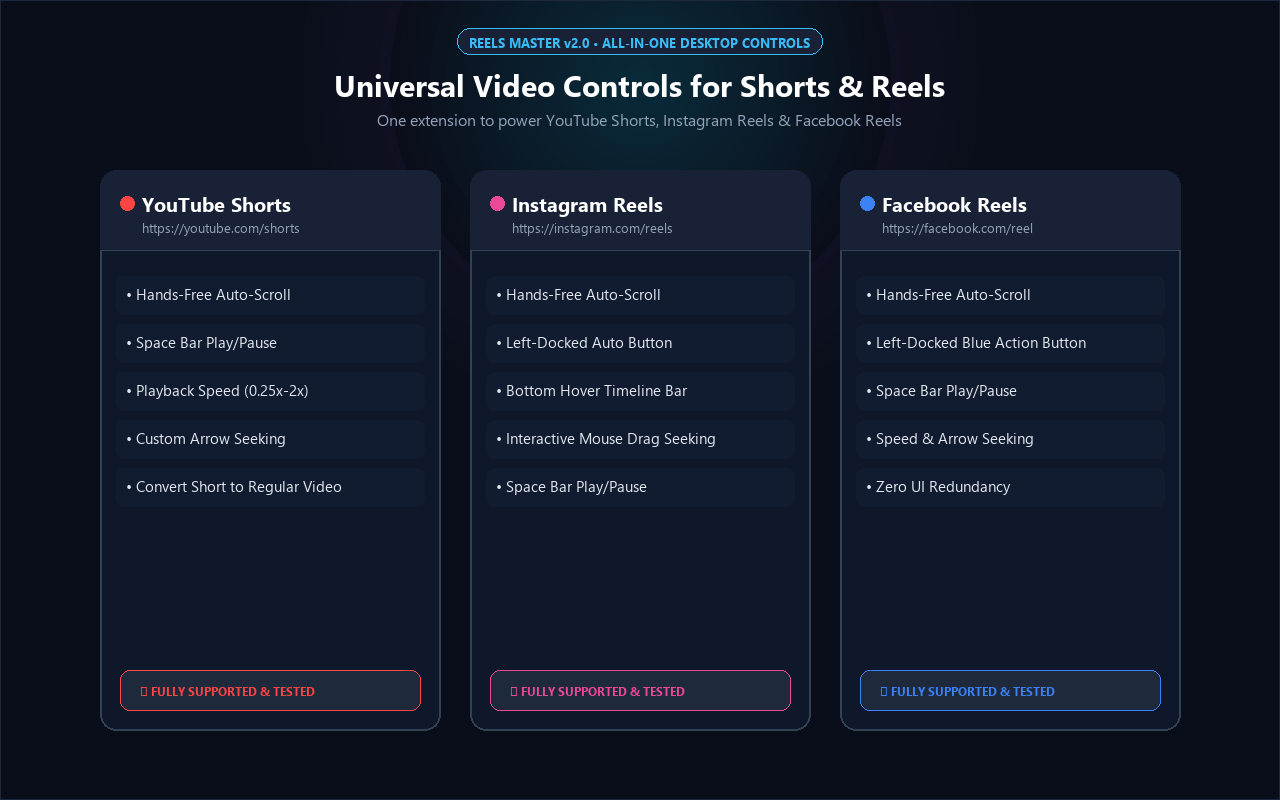 REELS MASTER v2.0 • ALL-IN-ONE DESKTOP CONTROLS
Universal Video Controls for Shorts & Reels
One extension to power YouTube Shorts, Instagram Reels & Facebook Reels
YouTube Shorts
https://youtube.com/shorts
• Hands-Free Auto-Scroll
• Space Bar Play/Pause
• Playback Speed (0.25x-2x)
• Custom Arrow Seeking
• Convert Short to Regular Video
▯ FULLY SUPPORTED & TESTED
Instagram Reels
https://instagram.com/reels
• Hands-Free Auto-Scroll
• Left-Docked Auto Button
• Bottom Hover Timeline Bar
• Interactive Mouse Drag Seeking
• Space Bar Play/Pause
▯ FULLY SUPPORTED & TESTED
Facebook Reels
https://facebook.com/reel
• Hands-Free Auto-Scroll
• Left-Docked Blue Action Button
• Space Bar Play/Pause
• Speed & Arrow Seeking
• Zero UI Redundancy
▯ FULLY SUPPORTED & TESTED